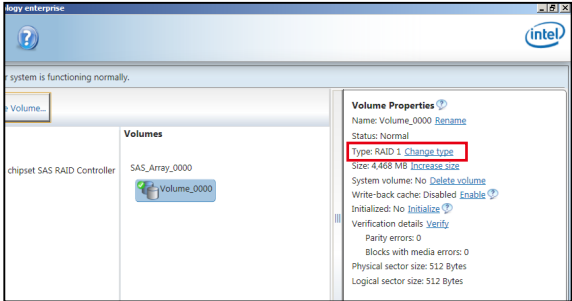 ology enterprise
intel
r system is functioning normally.
e Volume...
Volumes
chipset SAS RAID Controller
SAS_Array_0000
Volume_0000
Volume Properties
Name: Volume_0000 Rename
Status: Normal
Type: RAID 1 Change type
Size: 4,468 MB Increase size
System volume: No Delete volume
Write-back cache: Disabled Enable
Initialized: No Initialize
Verification details Verify
Parity errors: 0
Blocks with media errors: 0
Physical sector size: 512 Bytes
Logical sector size: 512 Bytes